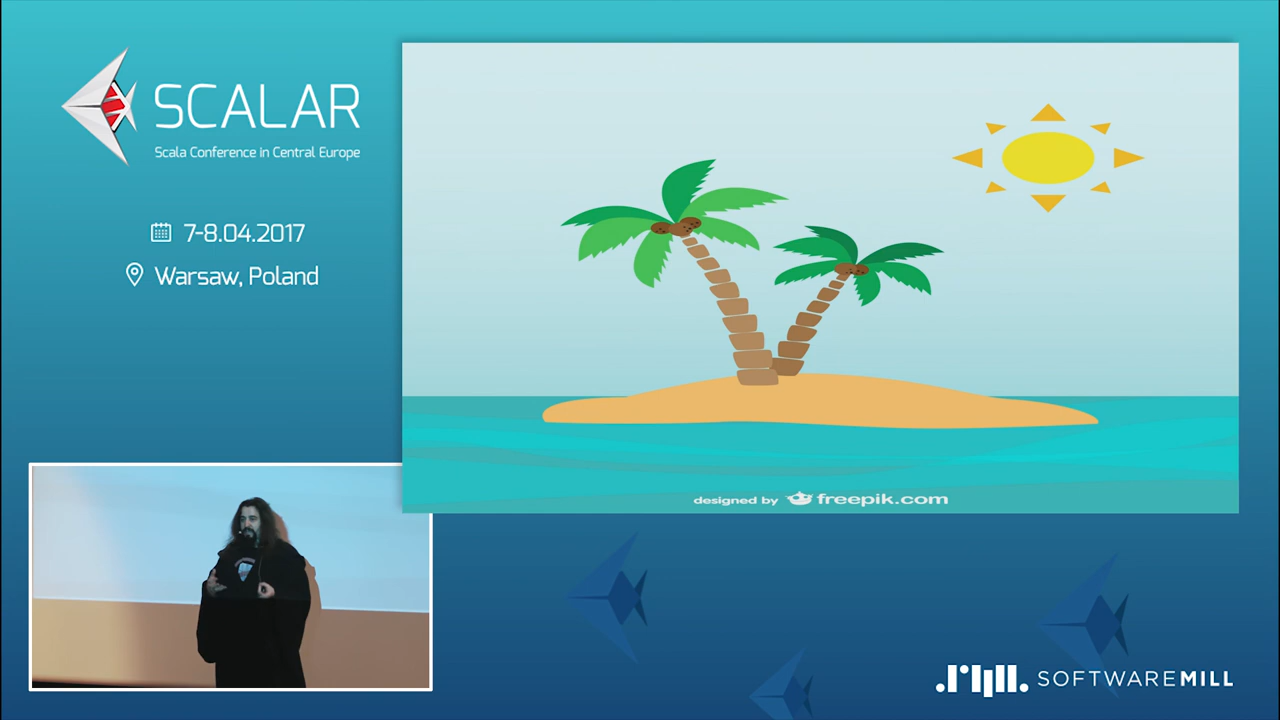 SCALAR
Scala Conference in Central Europe
7-8.04.2017
Warsaw, Poland
designed by freepik.com
SOFTWAREMILL